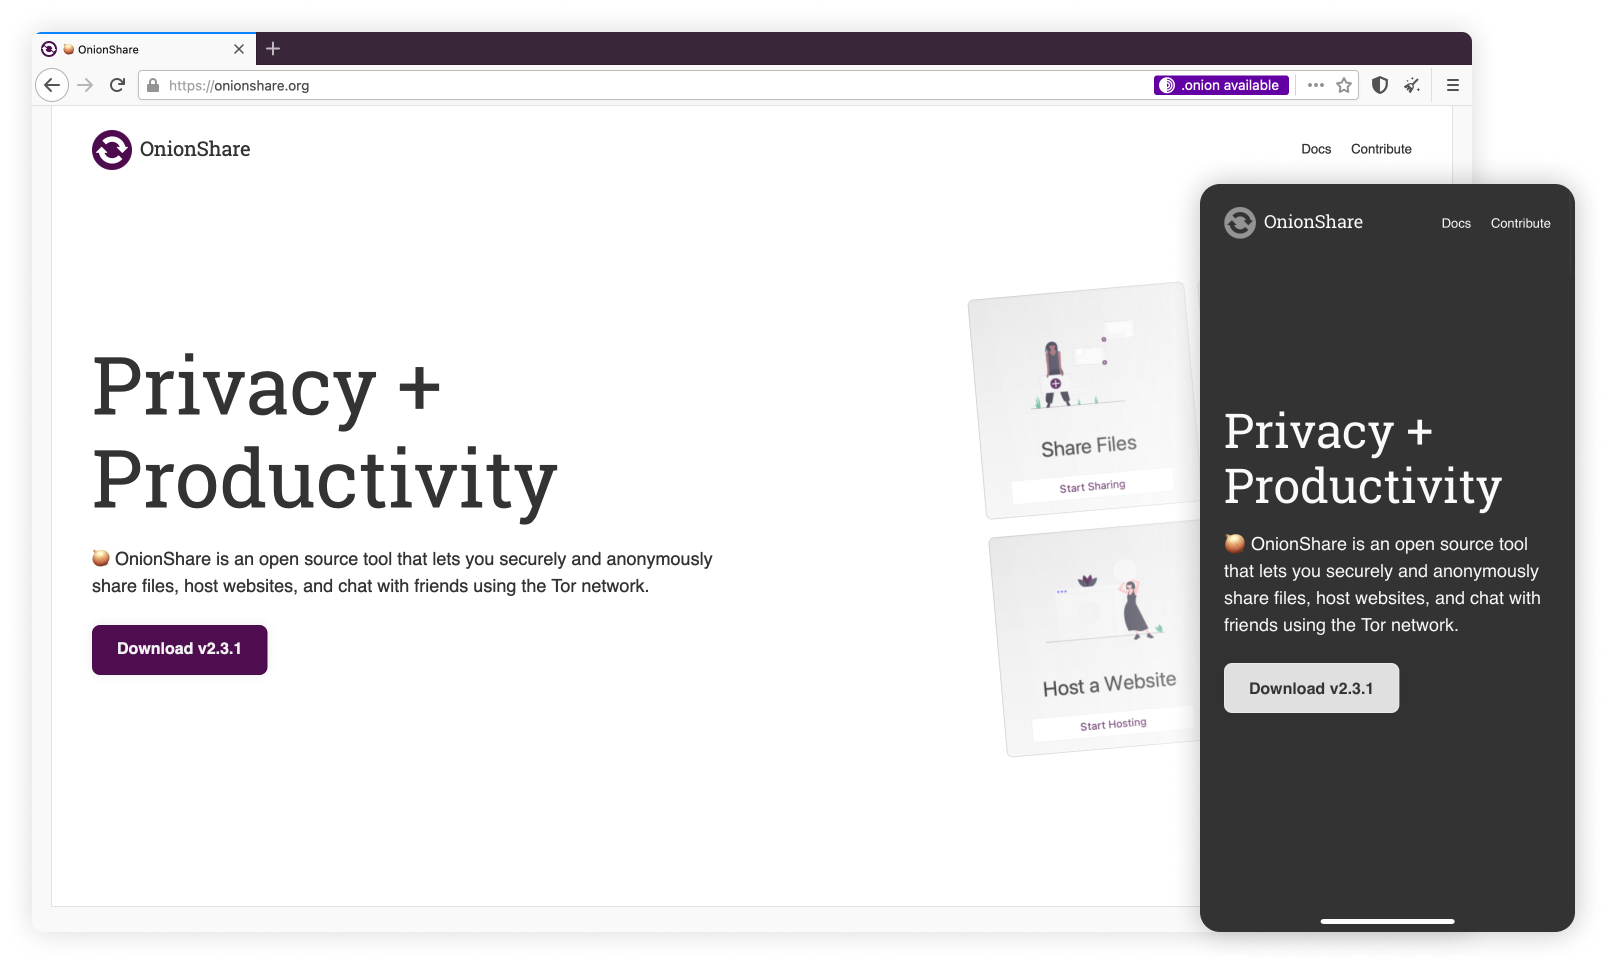 OnionShare
https://onionshare.org
.onion available
OnionShare
Docs
Contribute
Privacy +
Productivity
OnionShare is an open source tool that lets you securely and anonymously
share files, host websites, and chat with friends using the Tor network.
Download v2.3.1
Share Files
Start Sharing
Host a Website
Start Hosting
OnionShare
Docs
Contribute
Privacy +
Productivity
OnionShare is an open source tool
that lets you securely and anonymously
share files, host websites, and chat with
friends using the Tor network.
Download v2.3.1